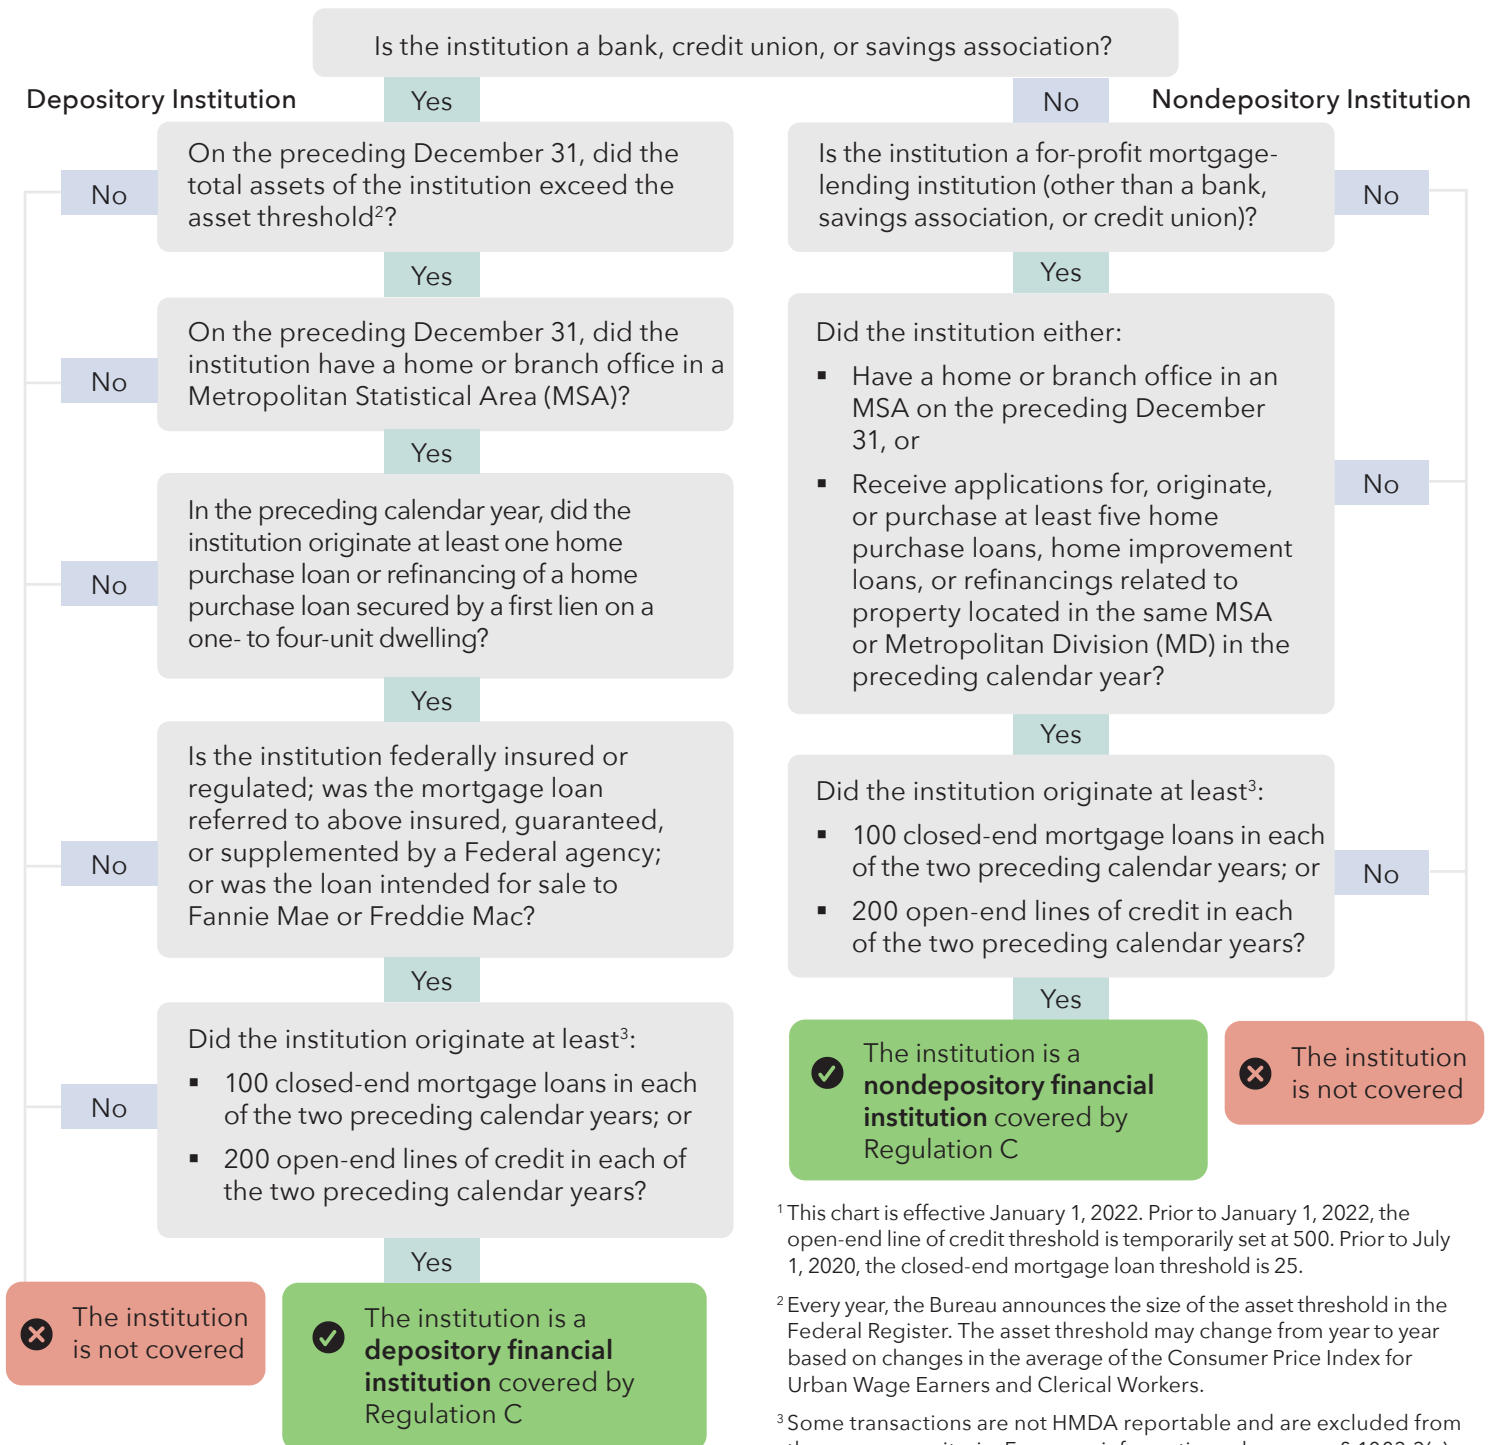 Is the institution a bank, credit union, or savings association?
Depository Institution
Yes
On the preceding December 31, did the
total assets of the institution exceed the
asset threshold²?
No
Yes
On the preceding December 31, did the
institution have a home or branch office in a
Metropolitan Statistical Area (MSA)?
No
Yes
In the preceding calendar year, did the
institution originate at least one home
purchase loan or refinancing of a home
purchase loan secured by a first lien on a
one- to four-unit dwelling?
No
Yes
Is the institution federally insured or
regulated; was the mortgage loan
referred to above insured, guaranteed,
or supplemented by a Federal agency;
or was the loan intended for sale to
Fannie Mae or Freddie Mac?
No
Yes
Did the institution originate at least³:
▪ 100 closed-end mortgage loans in each
of the two preceding calendar years; or
▪ 200 open-end lines of credit in each of
the two preceding calendar years?
No
Yes
The institution
is not covered
The institution is a
depository financial
institution covered by
Regulation C
No
Nondepository Institution
Is the institution a for-profit mortgage-
lending institution (other than a bank,
savings association, or credit union)?
No
Yes
Did the institution either:
▪ Have a home or branch office in an
MSA on the preceding December
31, or
▪ Receive applications for, originate,
or purchase at least five home
purchase loans, home improvement
loans, or refinancings related to
property located in the same MSA
or Metropolitan Division (MD) in the
preceding calendar year?
No
Yes
Did the institution originate at least³:
▪ 100 closed-end mortgage loans in each
of the two preceding calendar years; or
▪ 200 open-end lines of credit in each
of the two preceding calendar years?
No
Yes
The institution is a
nondepository financial
institution covered by
Regulation C
The institution
is not covered
¹ This chart is effective January 1, 2022. Prior to January 1, 2022, the
open-end line of credit threshold is temporarily set at 500. Prior to July
1, 2020, the closed-end mortgage loan threshold is 25.
² Every year, the Bureau announces the size of the asset threshold in the
Federal Register. The asset threshold may change from year to year
based on changes in the average of the Consumer Price Index for
Urban Wage Earners and Clerical Workers.
³ Some transactions are not HMDA reportable and are excluded from